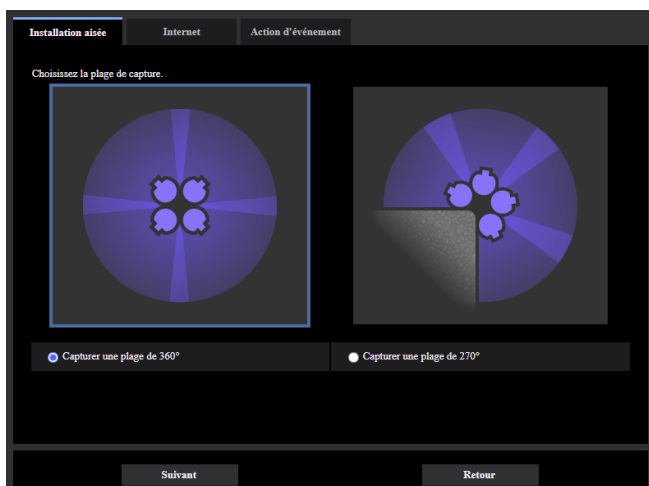 Installation aisée Internet Action d'événement
Choisissez la plage de capture.
Capturer une plage de 360° Capturer une plage de 270°
Suivant Retour